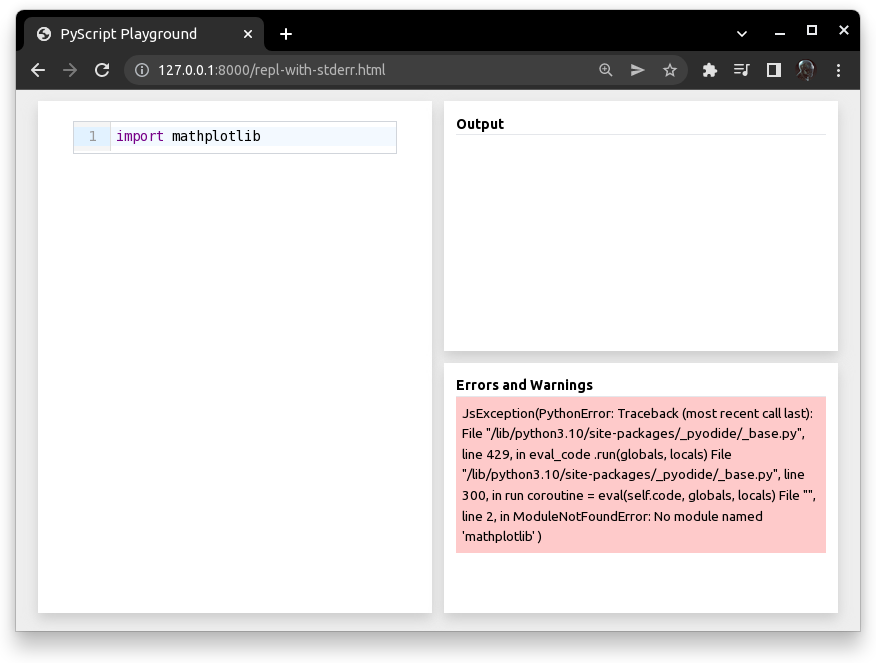 PyScript Playground
127.0.0.1:8000/repl-with-stderr.html
1 import mathplotlib
Output
Errors and Warnings
JsException(PythonError: Traceback (most recent call last):
File "/lib/python3.10/site-packages/_pyodide/_base.py",
line 429, in eval_code .run(globals, locals) File
"/lib/python3.10/site-packages/_pyodide/_base.py", line
300, in run coroutine = eval(self.code, globals, locals) File "",
line 2, in ModuleNotFoundError: No module named
'mathplotlib' )